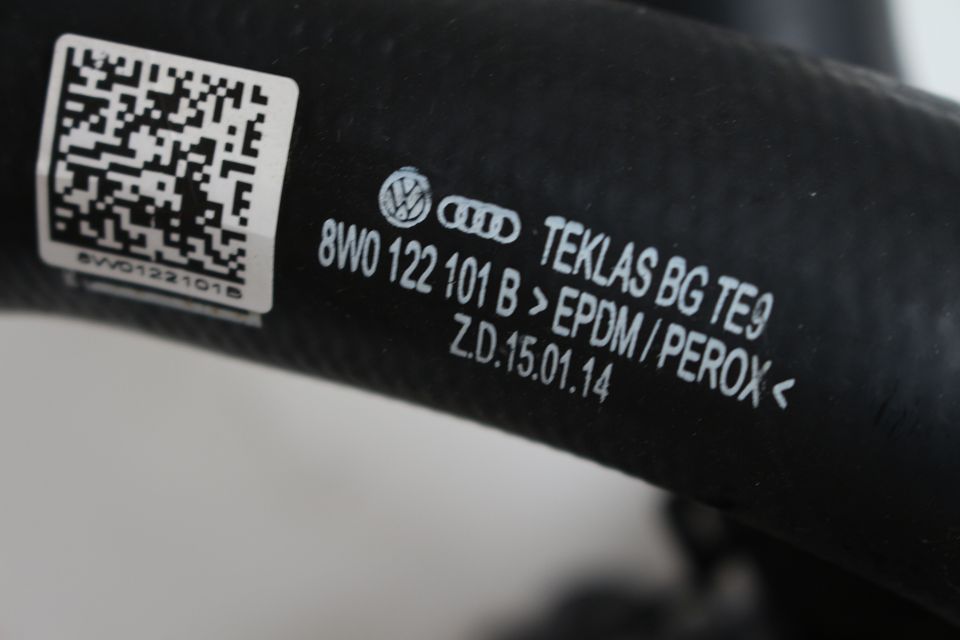 8W0122101B
TEKLAS BG TE9
8W0 122 101 B >EPDM / PEROX<
Z.D.15.01.14